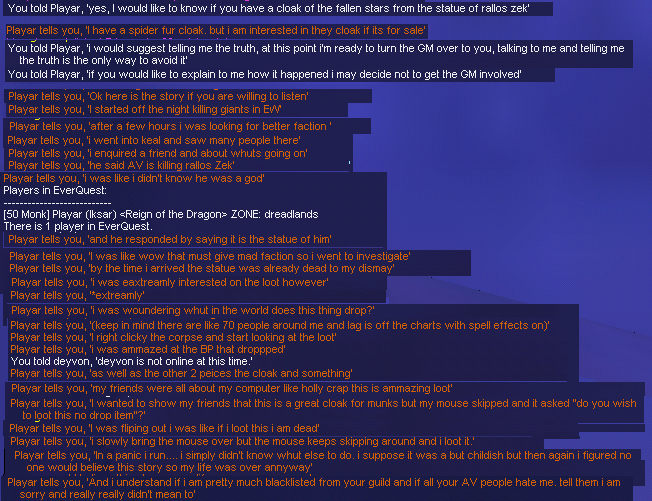 You told Playar, 'yes, I would like to know if you have a cloak of the fallen stars from the statue of rallos zek'
Playar tells you, 'I have a spider fur cloak. but i am interested in they cloak if its for sale'
You told Playar, 'i would suggest telling me the truth, at this point i'm ready to turn the GM over to you, talking to me and telling me
the truth is the only way to avoid it'
You told Playar, 'if you would like to explain to me how it happened i may decide not to get the GM involved'
Playar tells you, 'Ok here is the story if you are willing to listen'
Playar tells you, 'I started off the night killing giants in EW'
Playar tells you, 'after a few hours i was looking for better faction '
Playar tells you, 'i went into keal and saw many people there'
Playar tells you, 'i enquired a friend and about whuts going on'
Playar tells you, 'he said AV is killing rallos Zek'
Playar tells you, 'i was like i didn't know he was a god'
Players in EverQuest:
---------------------------
[50 Monk] Playar (Iksar) <Reign of the Dragon> ZONE: dreadlands
There is 1 player in EverQuest.
Playar tells you, 'and he responded by saying it is the statue of him'
Playar tells you, 'I was like wow that must give mad faction so i went to investigate'
Playar tells you, 'by the time i arrived the statue was already dead to my dismay'
Playar tells you, 'i was eaxtreamly interested on the loot however'
Playar tells you, '*extreamly'
Playar tells you, 'i was woundering whut in the world does this thing drop?'
Playar tells you, '(keep in mind there are like 70 people around me and lag is off the charts with spell effects on)'
Playar tells you, 'I right clicky the corpse and start looking at the loot'
Playar tells you, 'i was ammazed at the BP that droppped'
You told deyvon, 'deyvon is not online at this time.'
Playar tells you, 'as well as the other 2 peices the cloak and something'
Playar tells you, 'my friends were all about my computer like holly crap this is ammazing loot'
Playar tells you, 'I wanted to show my friends that this is a great cloak for munks but my mouse skipped and it asked "do you wish
to loot this no drop item"?'
Playar tells you, 'I was fliping out i was like if i loot this i am dead'
Playar tells you, 'i slowly bring the mouse over but the mouse keeps skipping around and i loot it.'
Playar tells you, 'In a panic i run.... i simply didn't know whut else to do. i suppose it was a but childish but then again i figured no
one would believe this story so my life was over annyway'
Playar tells you, 'And i understand if i am pretty much blacklisted from your guild and if all your AV people hate me. tell them i am
sorry and really really didn't mean to'